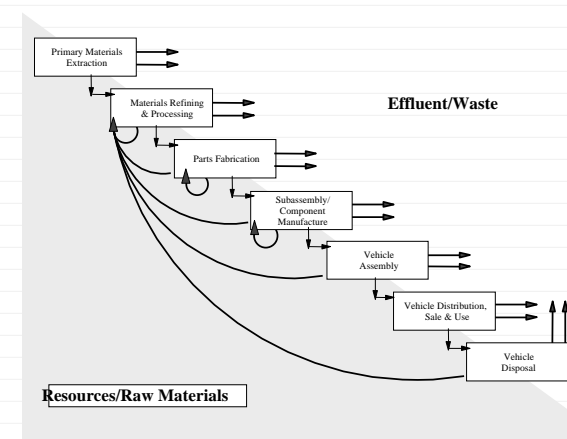 Primary Materials
Extraction
Materials Refining
& Processing
Effluent/Waste
Parts Fabrication
Subassembly/
Component
Manufacture
Vehicle
Assembly
Vehicle Distribution,
Sale & Use
Vehicle
Disposal
Resources/Raw Materials